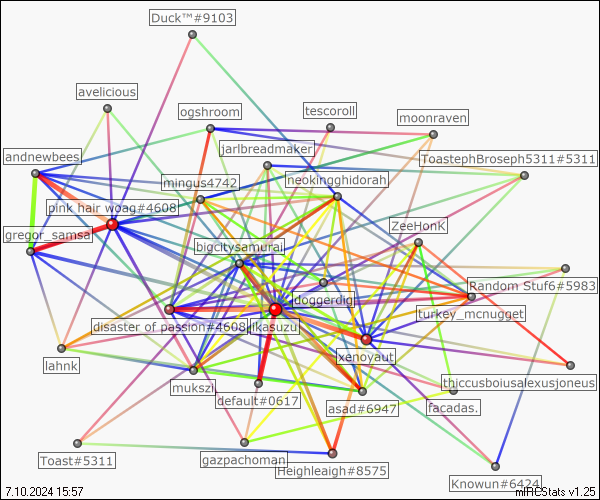 Duck™#9103
avelicious
ogshroom
tescoroll
moonraven
jarlbreadmaker
andnewbees
ToastephBroseph5311#5311
mingus4742
neokingghidorah
pink hair woag#4608
ZeeHonK
gregor_samsa
bigcitysamurai
doggerdigj
Random Stuf6#5983
turkey_mcnugget
disaster of passion#4608
likasuzu
xenoyaut
lahnk
mukszi
thiccusboiusalexusjoneus
default#0617
asad#6947
facadas.
Toast#5311
gazpachoman
Heighleaigh#8575
Knowun#6424
7.10.2024 15:57
mIRCStats v1.25